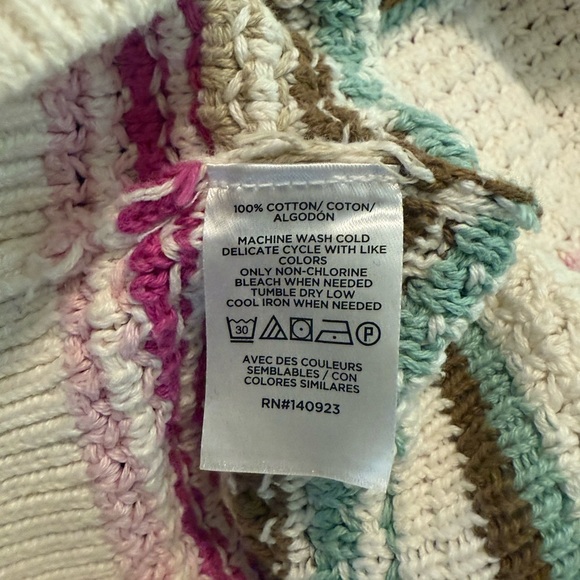 100% COTTON/ COTON/
ALGODÓN
MACHINE WASH COLD
DELICATE CYCLE WITH LIKE
COLORS
ONLY NON-CHLORINE
BLEACH WHEN NEEDED
TUMBLE DRY LOW
COOL IRON WHEN NEEDED
30 P
AVEC DES COULEURS
SEMBLABLES / CON
COLORES SIMILARES
RN#140923